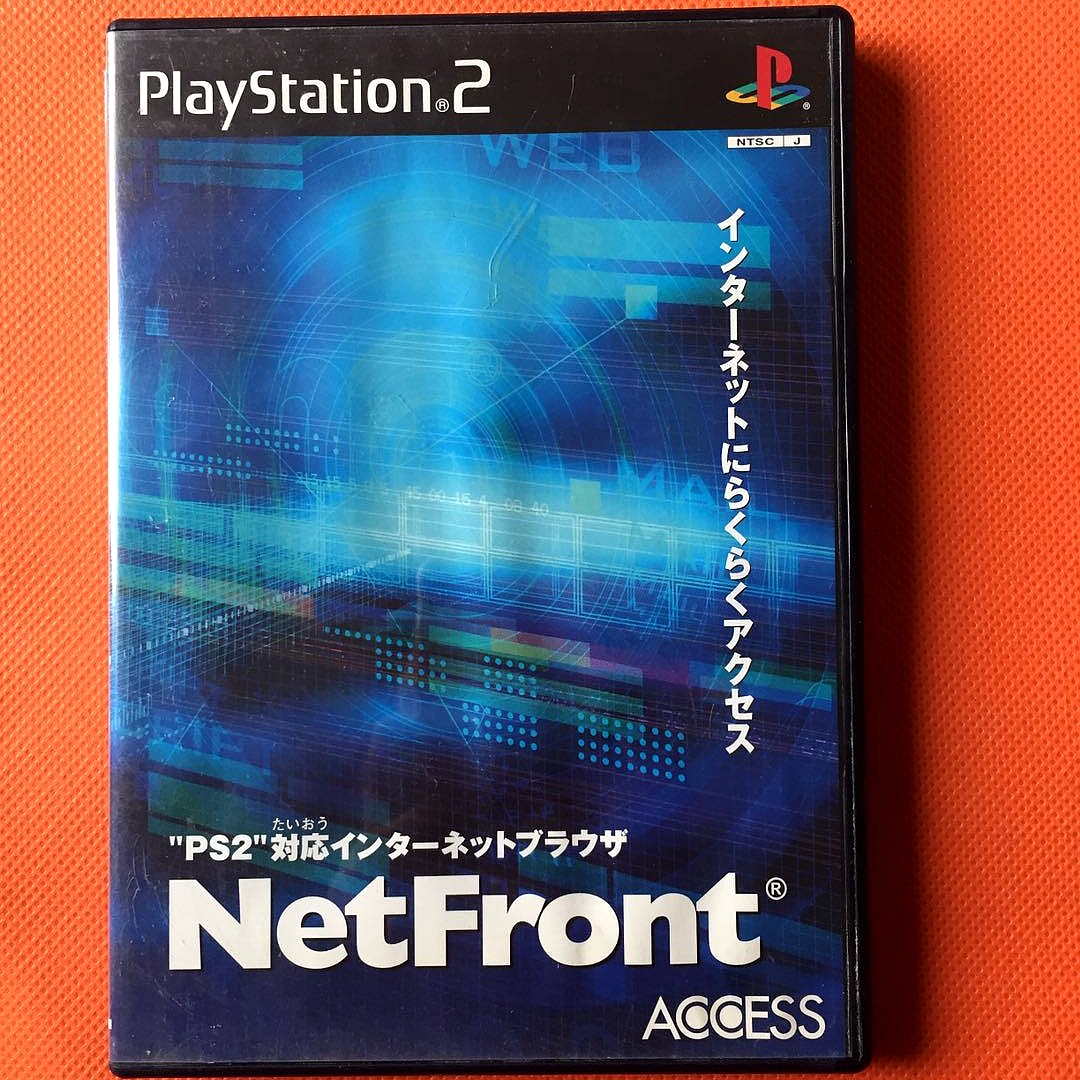 PlayStation®2
®
NTSC J
WEB
インターネットにらくらくアクセス
たいおう
"PS2"対応インターネットブラウザ
NetFront®
ACCESS